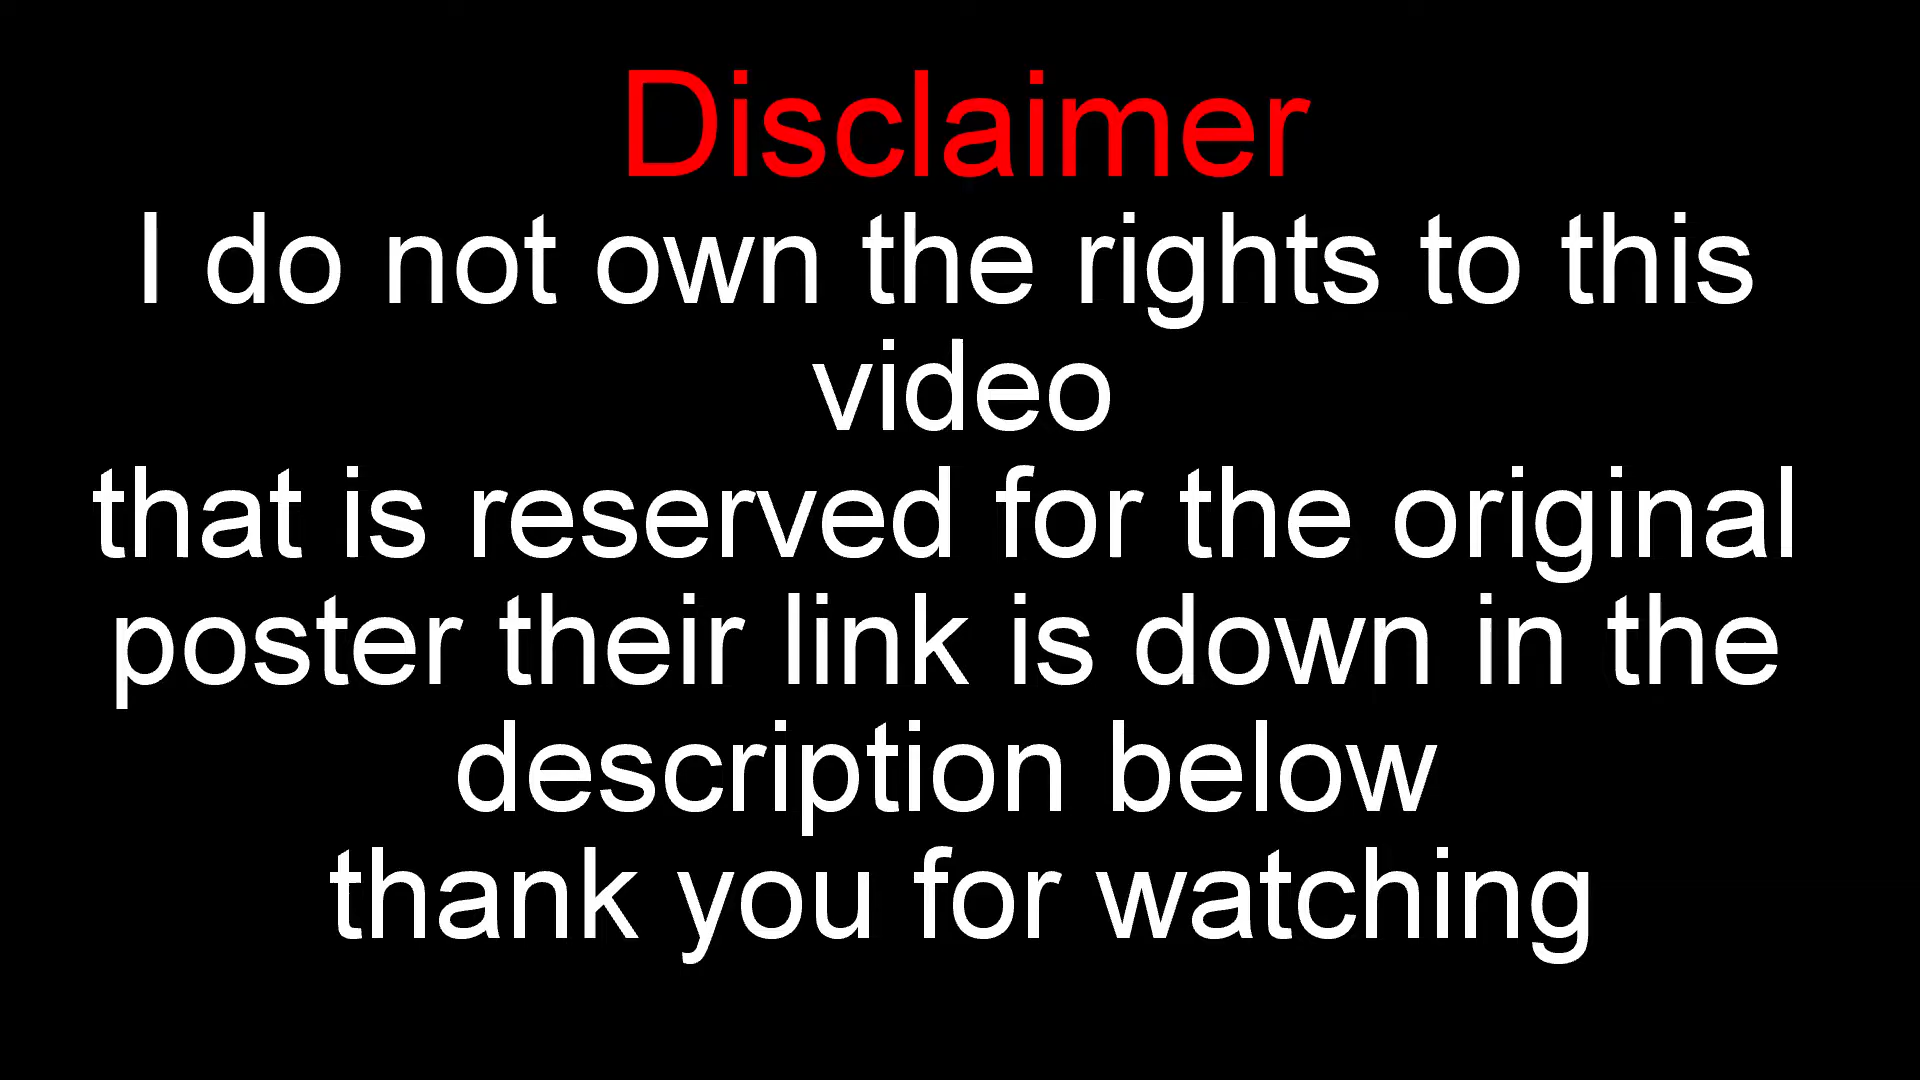 Disclaimer
I do not own the rights to this
video
that is reserved for the original
poster their link is down in the
description below
thank you for watching